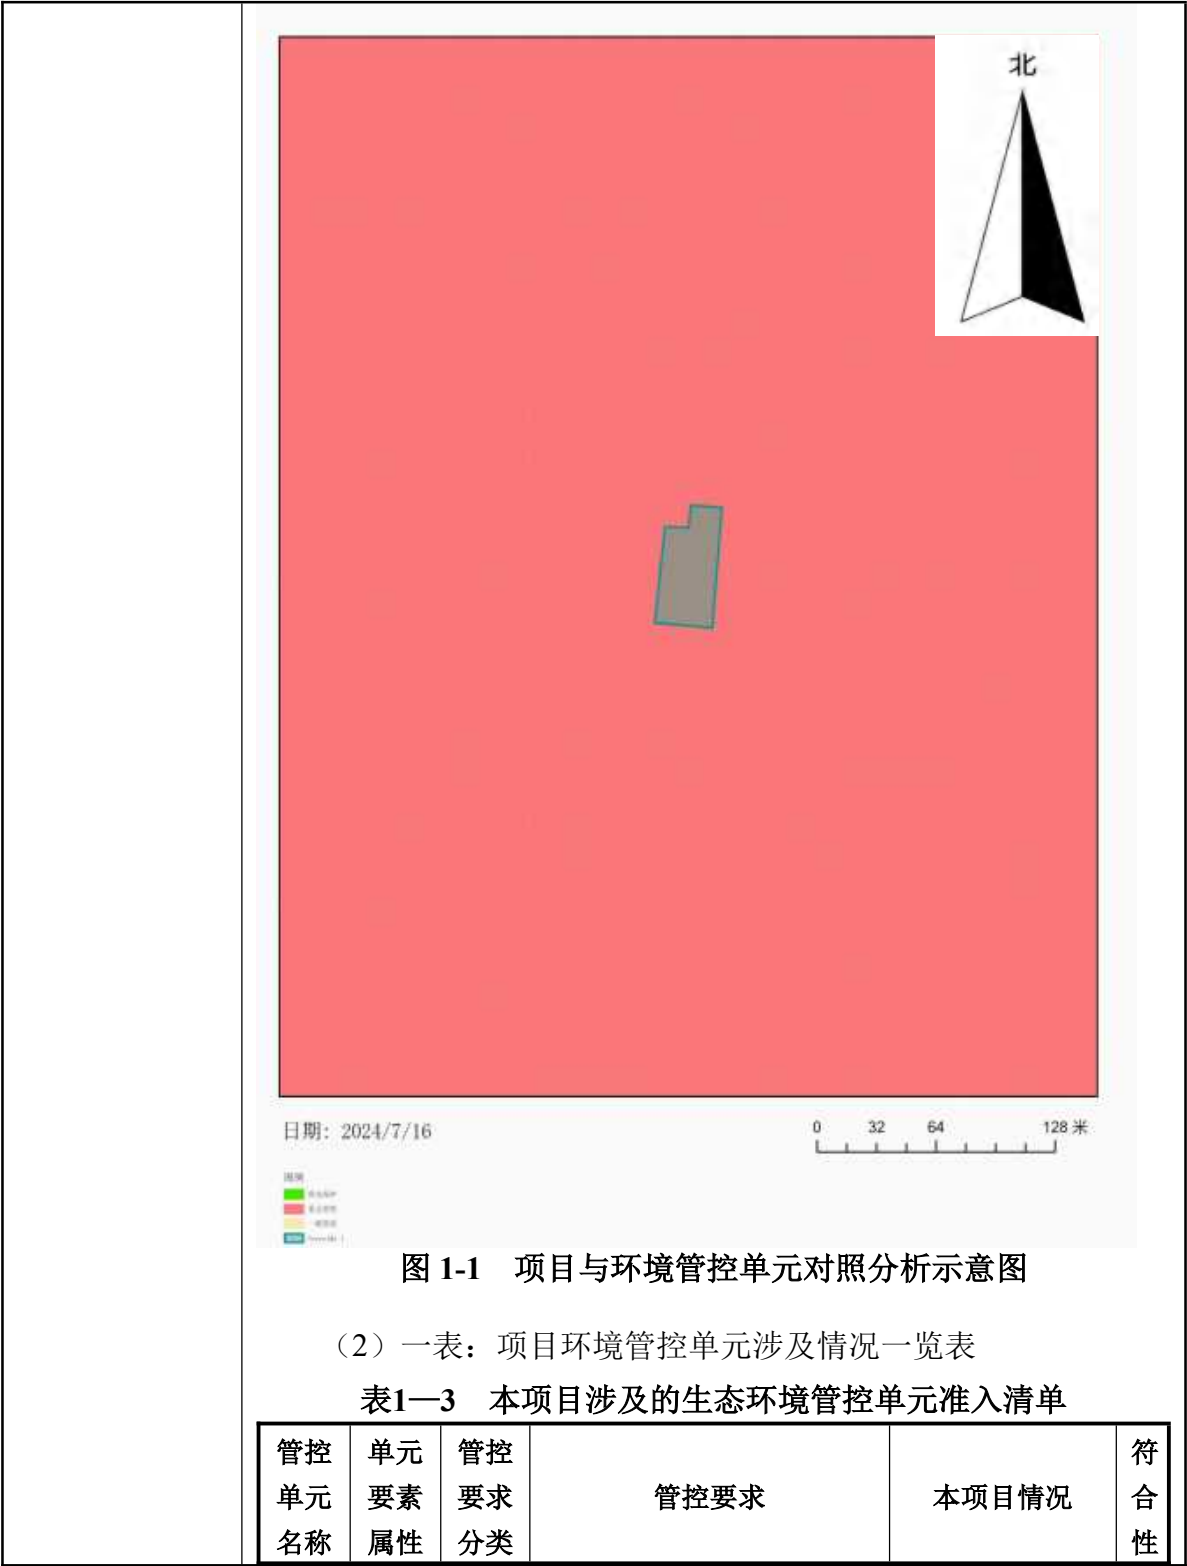 北
日期: 2024/7/16
0 32 64 128 米
图例
图 1-1 项目与环境管控单元对照分析示意图
（2）一表：项目环境管控单元涉及情况一览表
表1—3 本项目涉及的生态环境管控单元准入清单
管控单元名称
单元要素属性
管控要求分类
管控要求
本项目情况
符合性